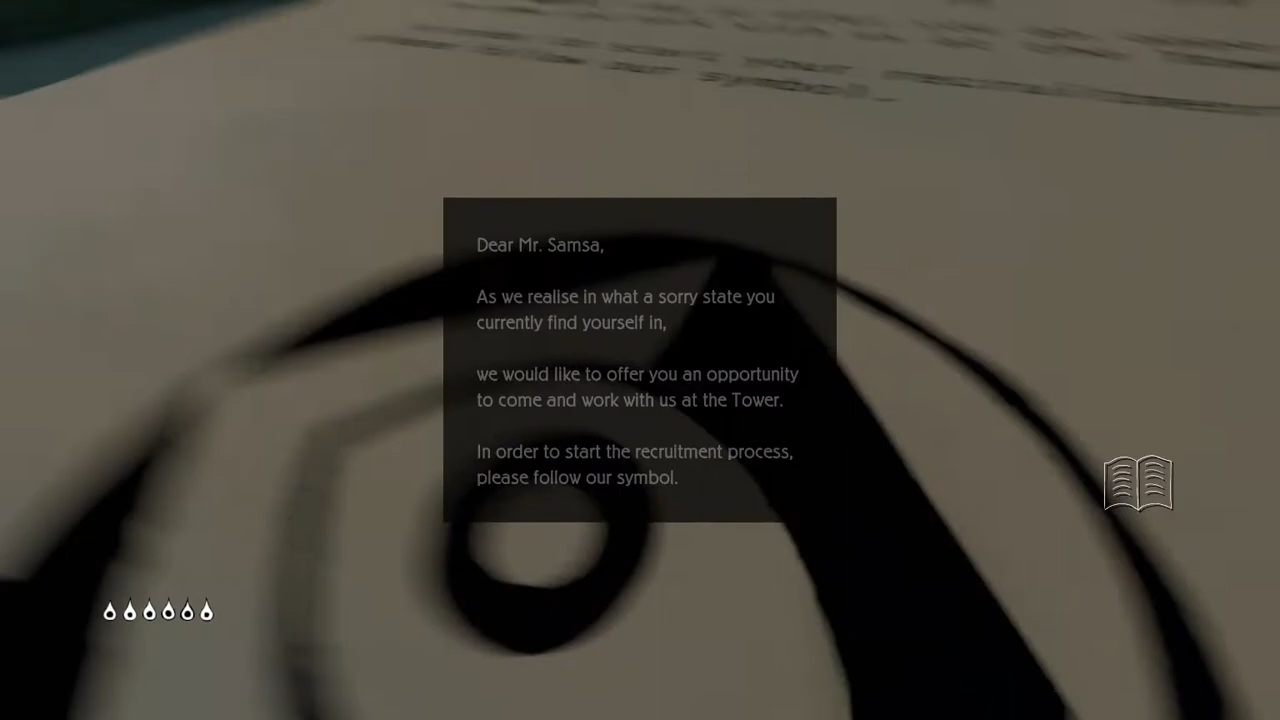 Dear Mr. Samsa,
As we realise in what a sorry state you
currently find yourself in,
we would like to offer you an opportunity
to come and work with us at the Tower.
In order to start the recruitment process,
please follow our symbol.